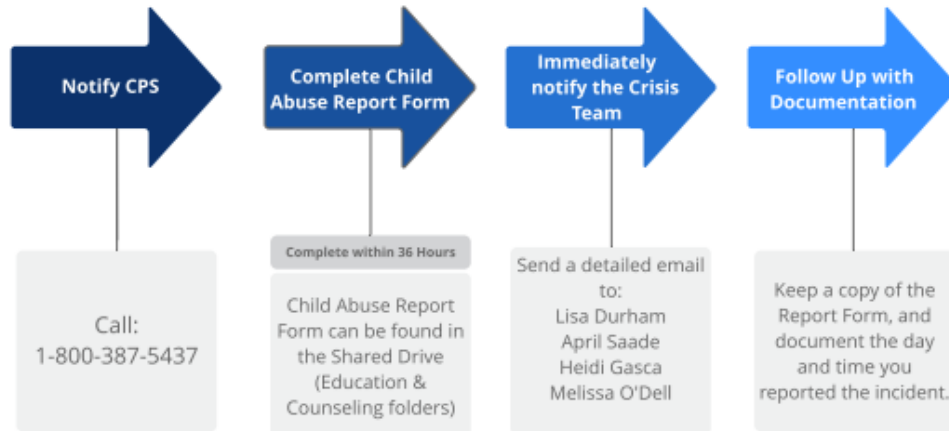 Notify CPS
Complete Child
Abuse Report Form
Immediately
notify the Crisis
Team
Follow Up with
Documentation
Call:
1-800-387-5437
Complete within 36 Hours
Child Abuse Report
Form can be found in
the Shared Drive
(Education &
Counseling folders)
Send a detailed email
to:
Lisa Durham
April Saade
Heidi Gasca
Melissa O'Dell
Keep a copy of the
Report Form, and
document the day
and time you
reported the incident.